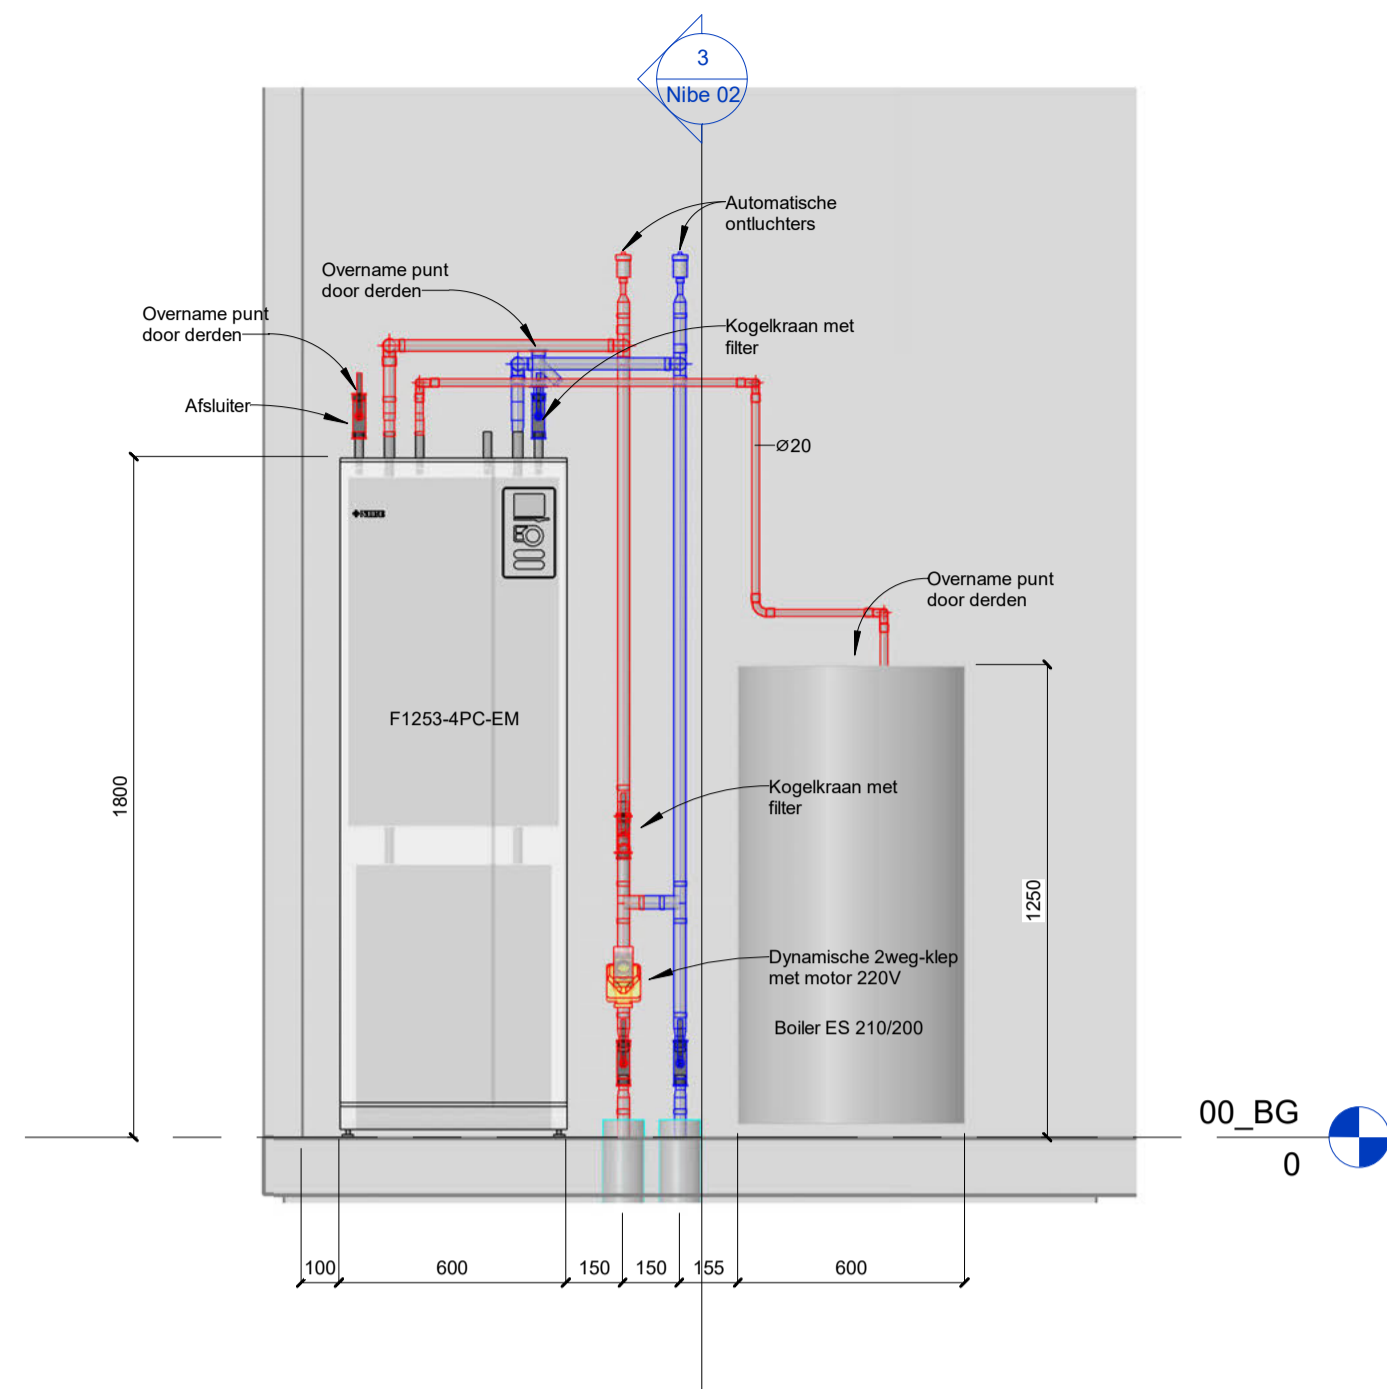 3
Nibe 02
Automatische
ontluchters
Overname punt
door derden
Overname punt
door derden
Kogelkraan met
filter
Afsluiter
Ø20
NIBE
Overname punt
door derden
F1253-4PC-EM
1800
Kogelkraan met
filter
1250
Dynamische 2weg-klep
met motor 220V
Boiler ES 210/200
00_BG
0
100
600
150
150
155
600